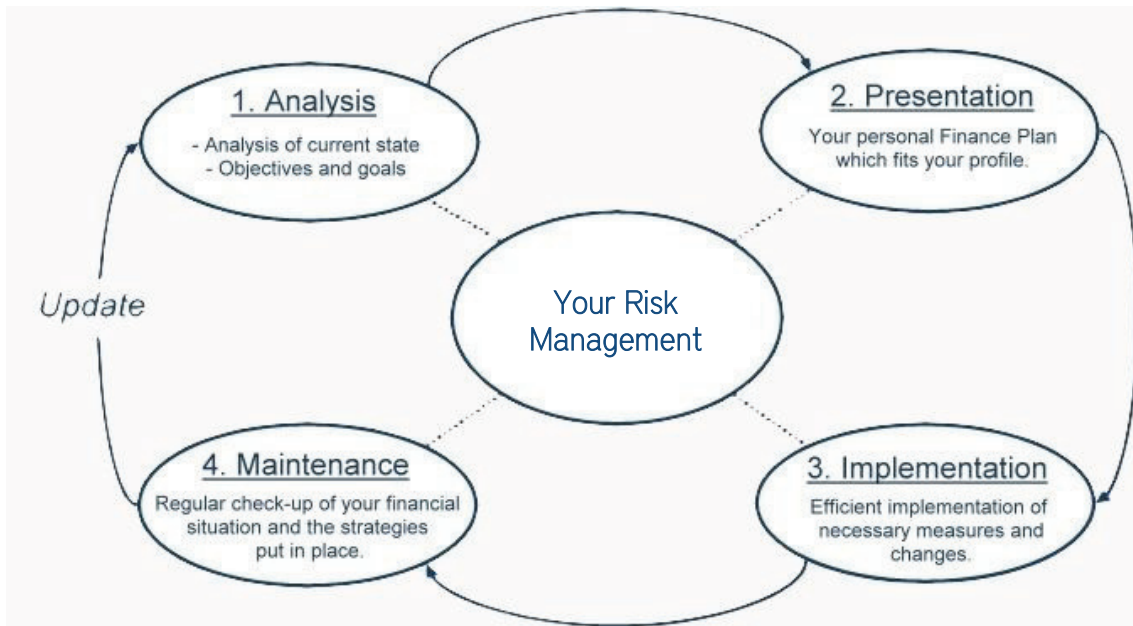 1. Analysis
- Analysis of current state
- Objectives and goals
2. Presentation
Your personal Finance Plan
which fits your profile.
Update
Your Risk
Management
4. Maintenance
Regular check-up of your financial
situation and the strategies
put in place.
3. Implementation
Efficient implementation of
necessary measures and
changes.